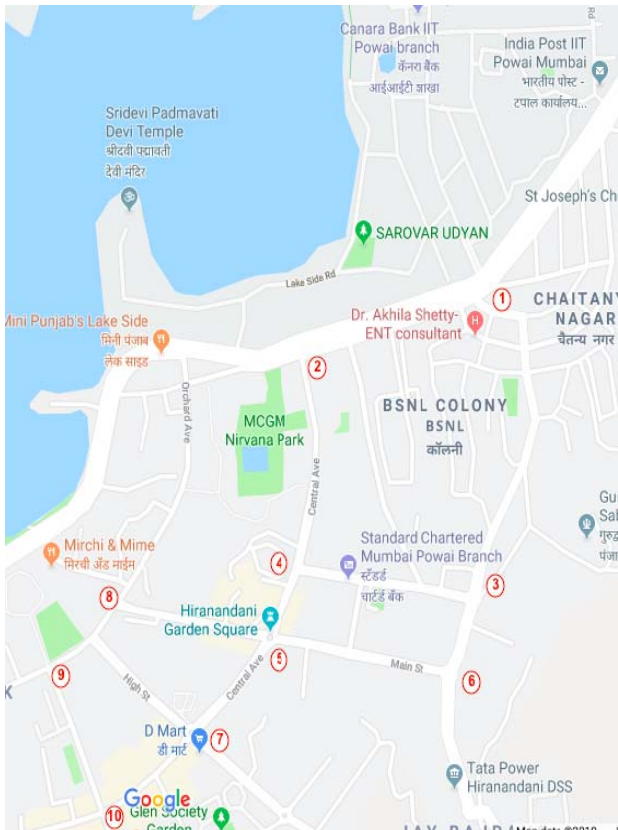 Canara Bank IIT
Powai branch
कॅनरा बैंक
आईआईटी शाखा
India Post IIT
Powai Mumbai
भारतीय पोस्ट -
टपाल कार्यालय...
Rd
Sridevi Padmavati
Devi Temple
श्रीदेवी पद्मावती
देवी मंदिर
St Joseph's Ch
SAROVAR UDYAN
Lake Side Rd
1
CHAITANY
NAGAR
चैतन्य नगर
Dr. Akhila Shetty-
ENT consultant
Mini Punjab's Lake Side
मिनी पंजाब
लेक साइड
2
Orchard Ave
MCGM
Nirvana Park
BSNL COLONY
BSNL
कॉलनी
Central Ave
Gu
Sal
गुरुद्व
पंजा
Mirchi & Mime
मिरची अँड माईम
Standard Chartered
Mumbai Powai Branch
स्टँडर्ड
चार्टर्ड बँक
4
3
8
Hiranandani
Garden Square
5
Main St
6
9
X
High St
Central Ave
D Mart
डी मार्ट
7
Tata Power
Hiranandani DSS
Google
10
Glen Society
Garden